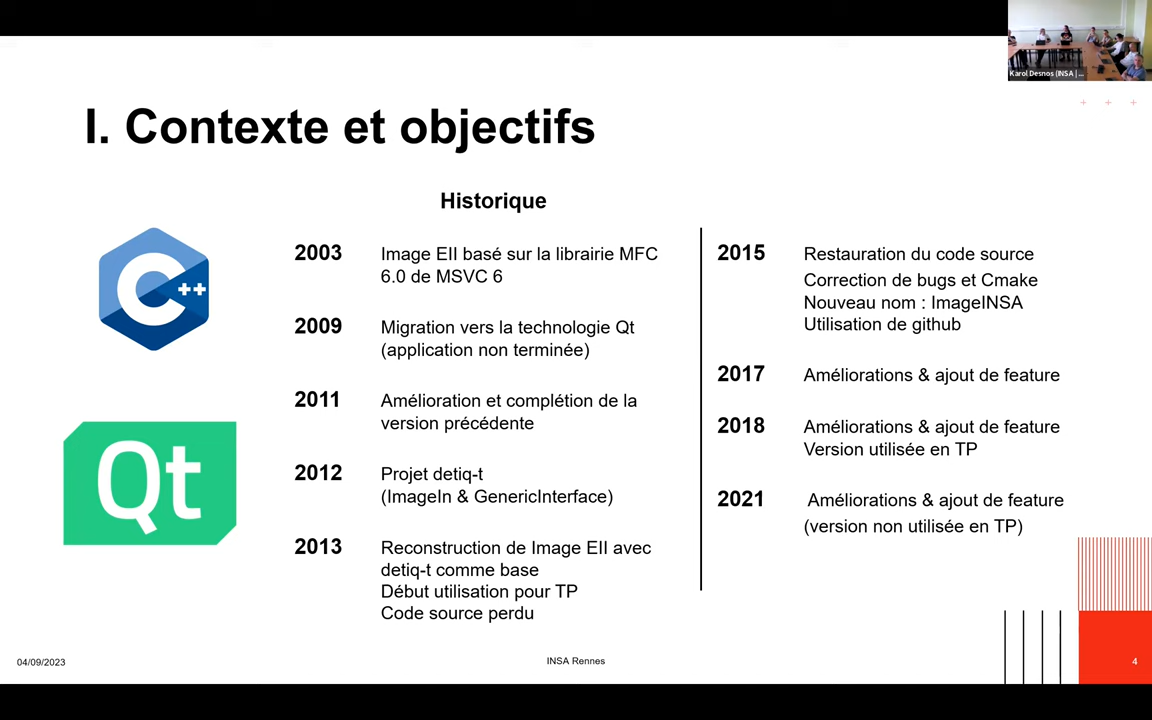 Karol Desnos (INSA | ...
I. Contexte et objectifs
Historique
C++
Qt
2003
Image EII basé sur la librairie MFC
6.0 de MSVC 6
2009
Migration vers la technologie Qt
(application non terminée)
2011
Amélioration et complétion de la
version précédente
2012
Projet detiq-t
(ImageIn & GenericInterface)
2013
Reconstruction de Image EII avec
detiq-t comme base
Début utilisation pour TP
Code source perdu
2015
Restauration du code source
Correction de bugs et Cmake
Nouveau nom : ImageINSA
Utilisation de github
2017
Améliorations & ajout de feature
2018
Améliorations & ajout de feature
Version utilisée en TP
2021
Améliorations & ajout de feature
(version non utilisée en TP)
04/09/2023
INSA Rennes
4